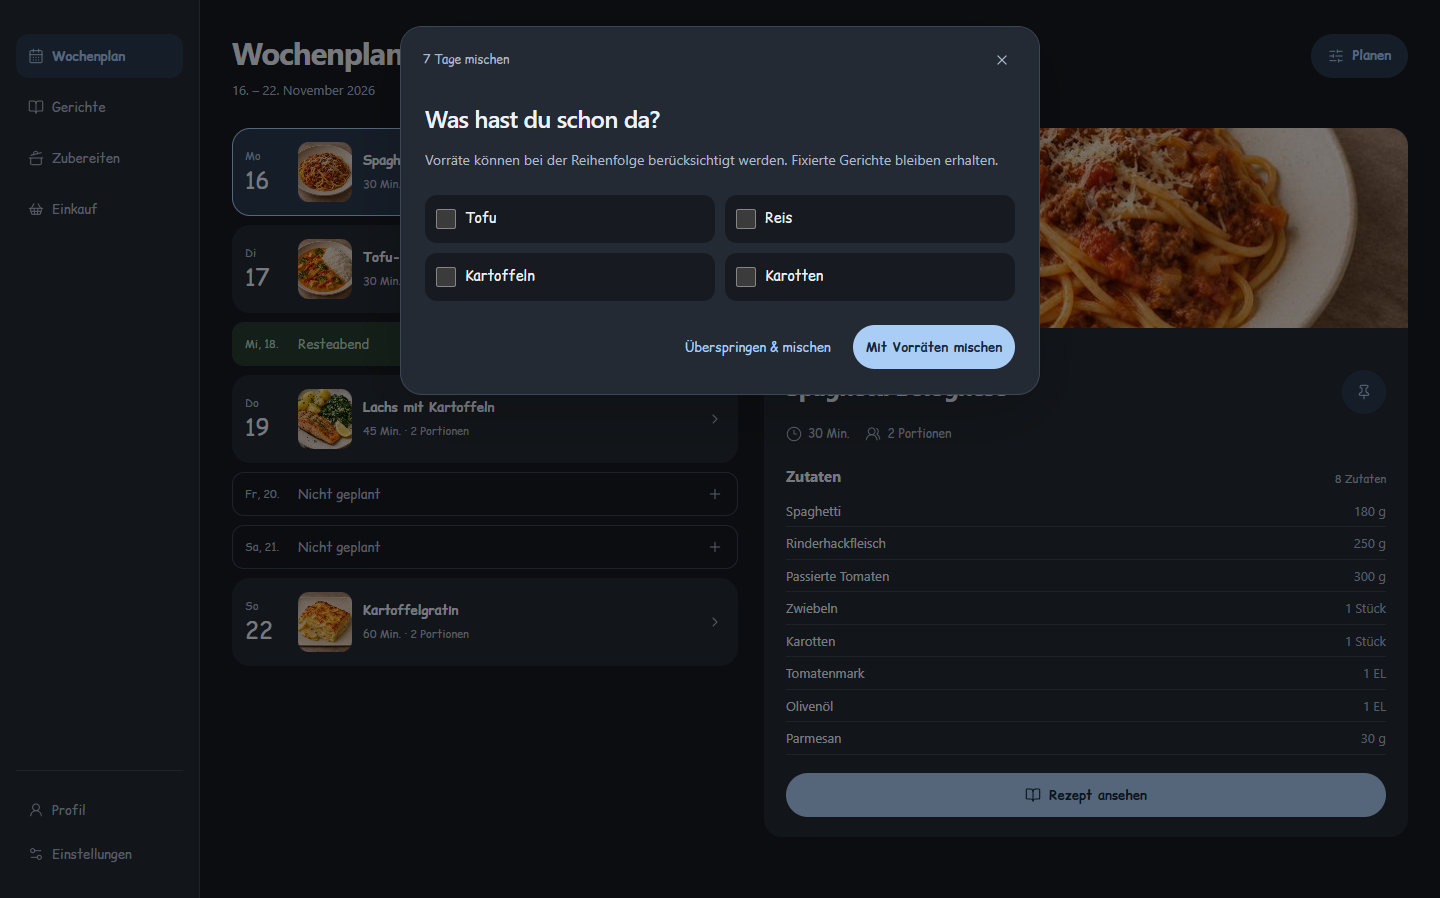 Wochenplan
Gerichte
Zubereiten
Einkauf
Profil
Einstellungen
Wochenplan
16. – 22. November 2026
Planen
7 Tage mischen
Was hast du schon da?
Vorräte können bei der Reihenfolge berücksichtigt werden. Fixierte Gerichte bleiben erhalten.
Tofu
Reis
Kartoffeln
Karotten
Überspringen & mischen
Mit Vorräten mischen
Mo
16
Spagh
30 Min.
Di
17
Tofu-
30 Min.
Mi, 18.
Resteabend
Do
19
Lachs mit Kartoffeln
45 Min. · 2 Portionen
Fr, 20.
Nicht geplant
Sa, 21.
Nicht geplant
So
22
Kartoffelgratin
60 Min. · 2 Portionen
30 Min.
2 Portionen
Zutaten
8 Zutaten
Spaghetti
180 g
Rinderhackfleisch
250 g
Passierte Tomaten
300 g
Zwiebeln
1 Stück
Karotten
1 Stück
Tomatenmark
1 EL
Olivenöl
1 EL
Parmesan
30 g
Rezept ansehen